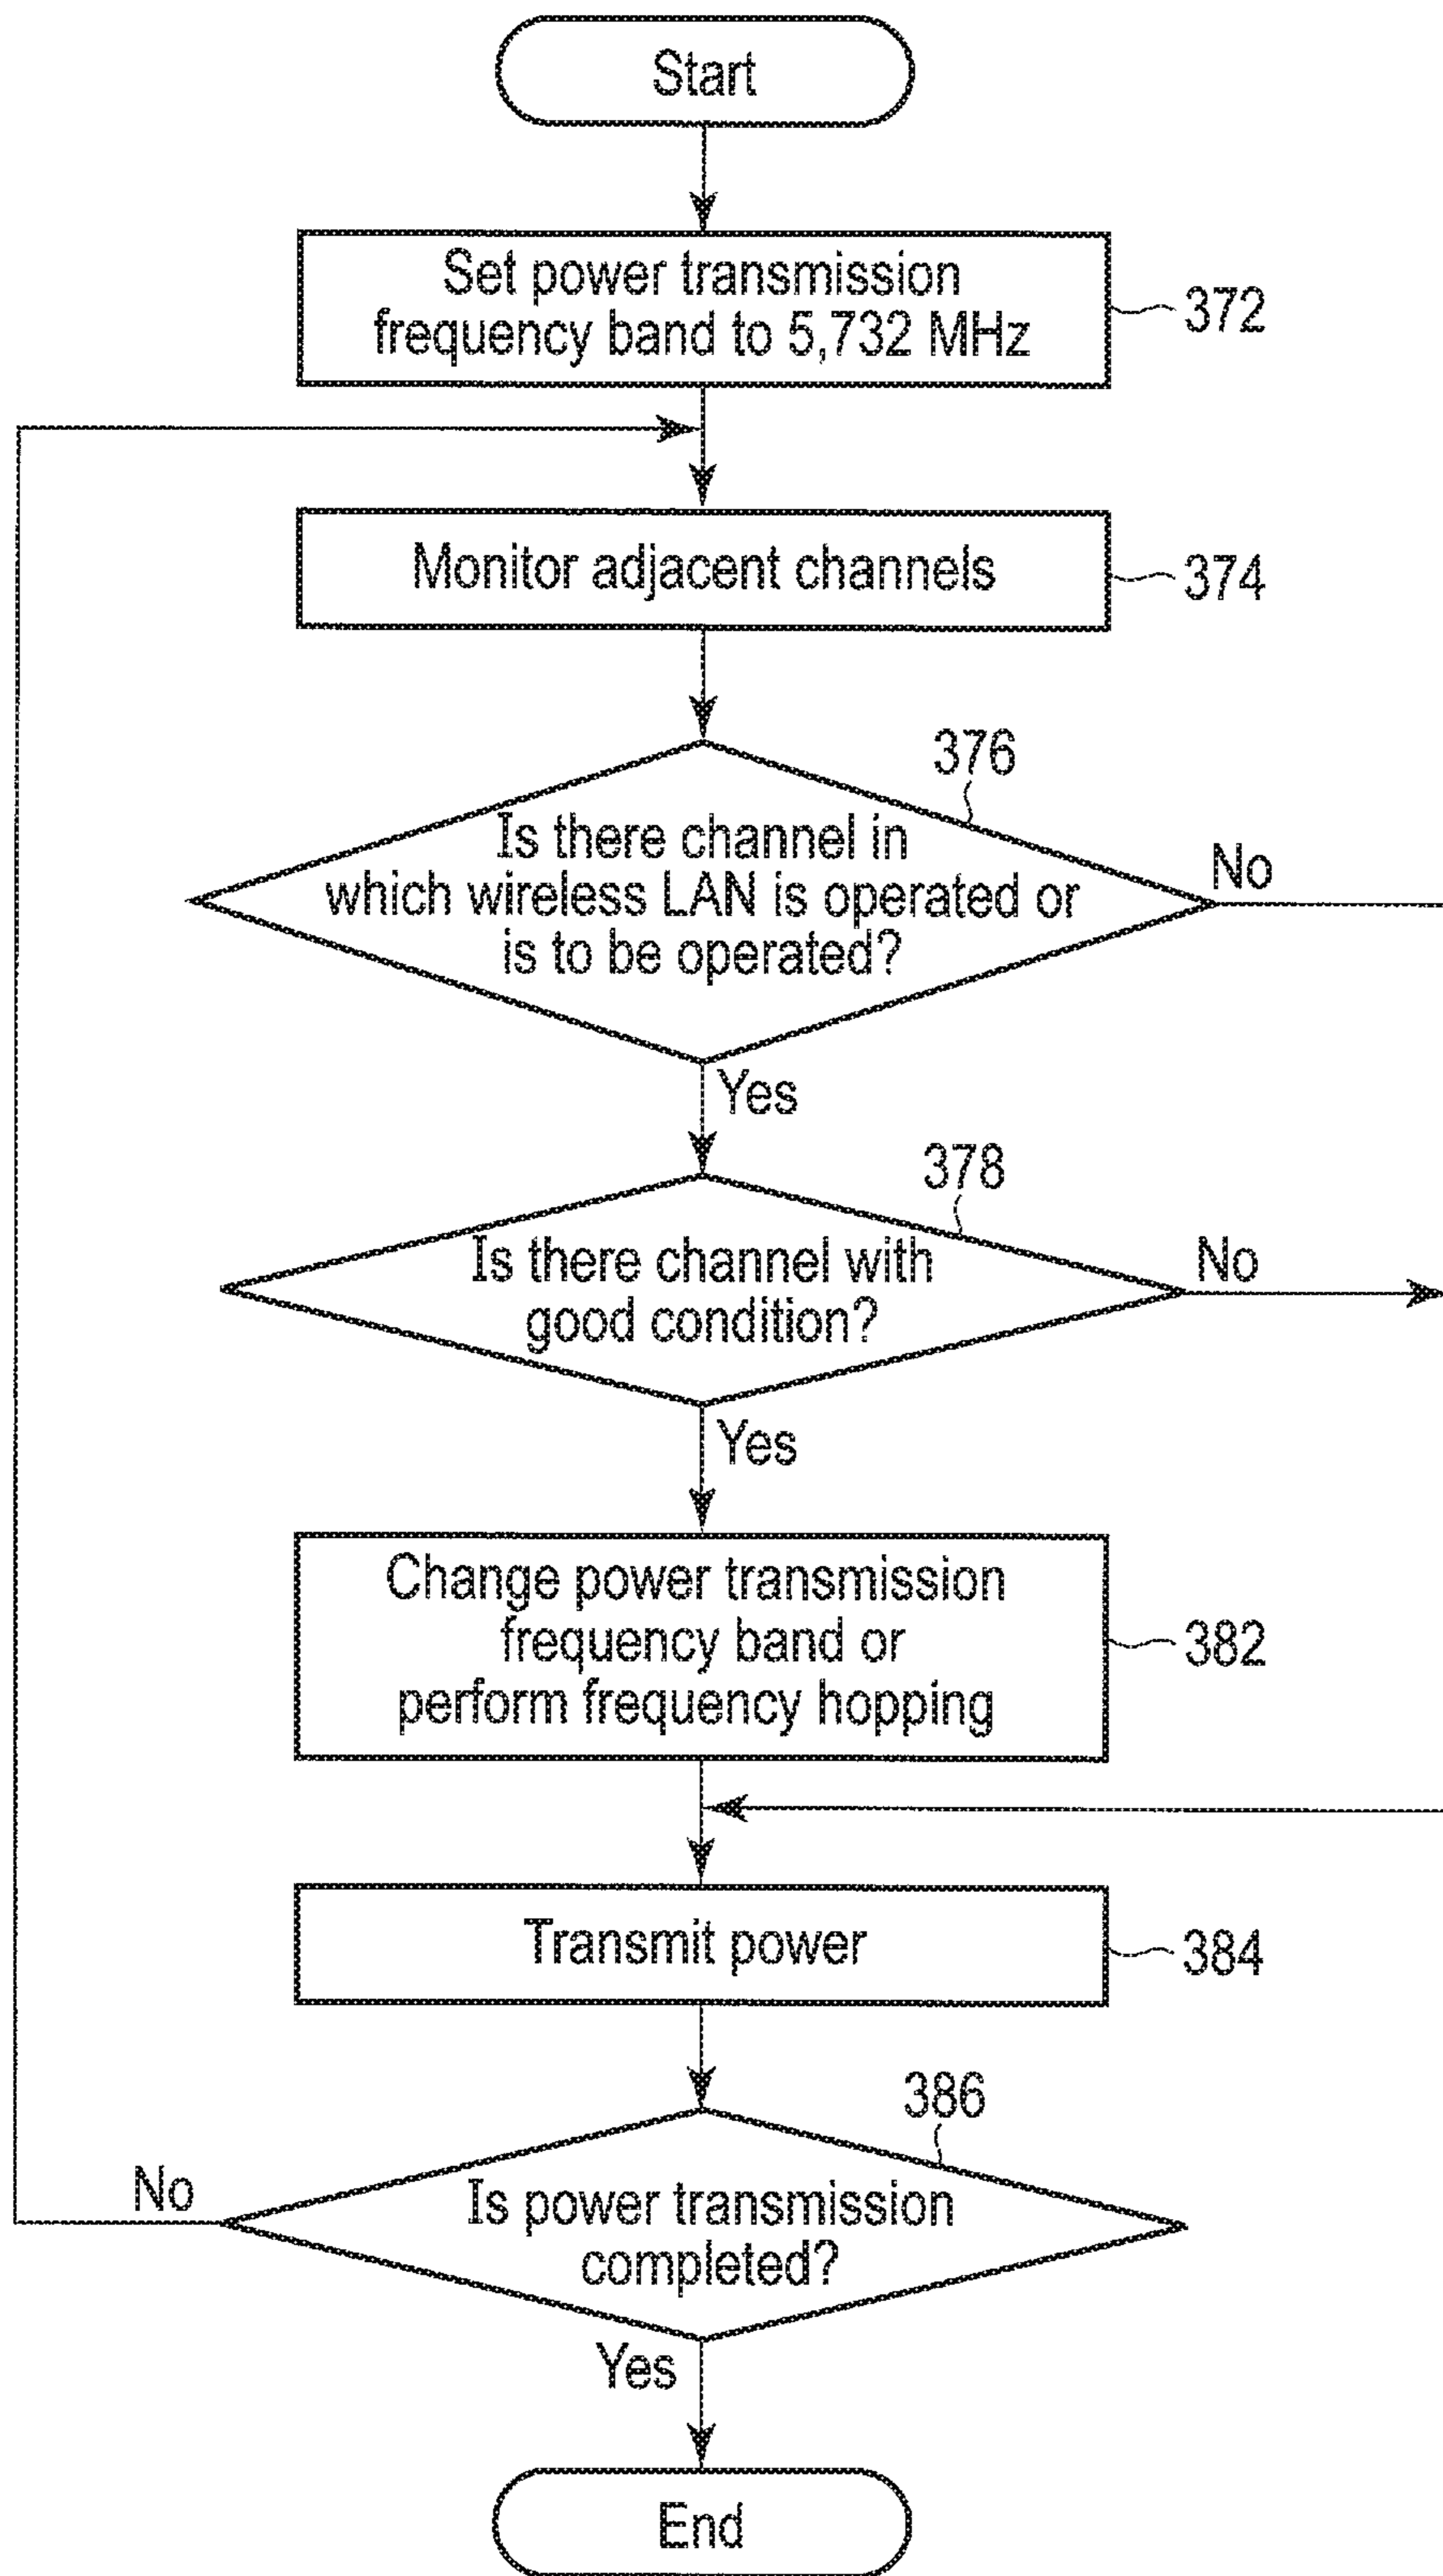 Start
Set power transmission
frequency band to 5,732 MHz
372
Monitor adjacent channels
374
376
Is there channel in
which wireless LAN is operated or
is to be operated?
No
Yes
378
Is there channel with
good condition?
No
Yes
Change power transmission
frequency band or
perform frequency hopping
382
Transmit power
384
386
Is power transmission
completed?
No
Yes
End